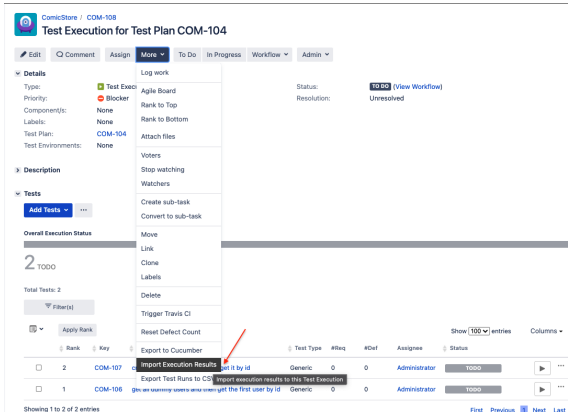 ComicStore / COM-108
Test Execution for Test Plan COM-104
Edit Comment Assign More To Do In Progress Workflow Admin
Log work
Agile Board
Rank to Top
Rank to Bottom
Attach files
Voters
Stop watching
Watchers
Create sub-task
Convert to sub-task
Move
Link
Clone
Labels
Delete
Trigger Travis CI
Reset Defect Count
Export to Cucumber
Import Execution Results
Export Test Runs to CSV
Import execution results to this Test Execution
Details
Type: Test Exec
Priority: Blocker
Component/s: None
Labels: None
Test Plan: COM-104
Test Environments: None
Status: TO DO (View Workflow)
Resolution: Unresolved
Description
Tests
Add Tests ...
Overall Execution Status
2 TODO
Total Tests: 2
Filter(s)
Apply Rank
Show 100 entries Columns
Rank Key Test Type #Req #Def Assignee Status
2 COM-107 get it by id Generic 0 0 Administrator TODO ...
1 COM-106 get all dummy users and then get the first user by id Generic 0 0 Administrator TODO ...
Showing 1 to 2 of 2 entries
First Previous 1 Next Last